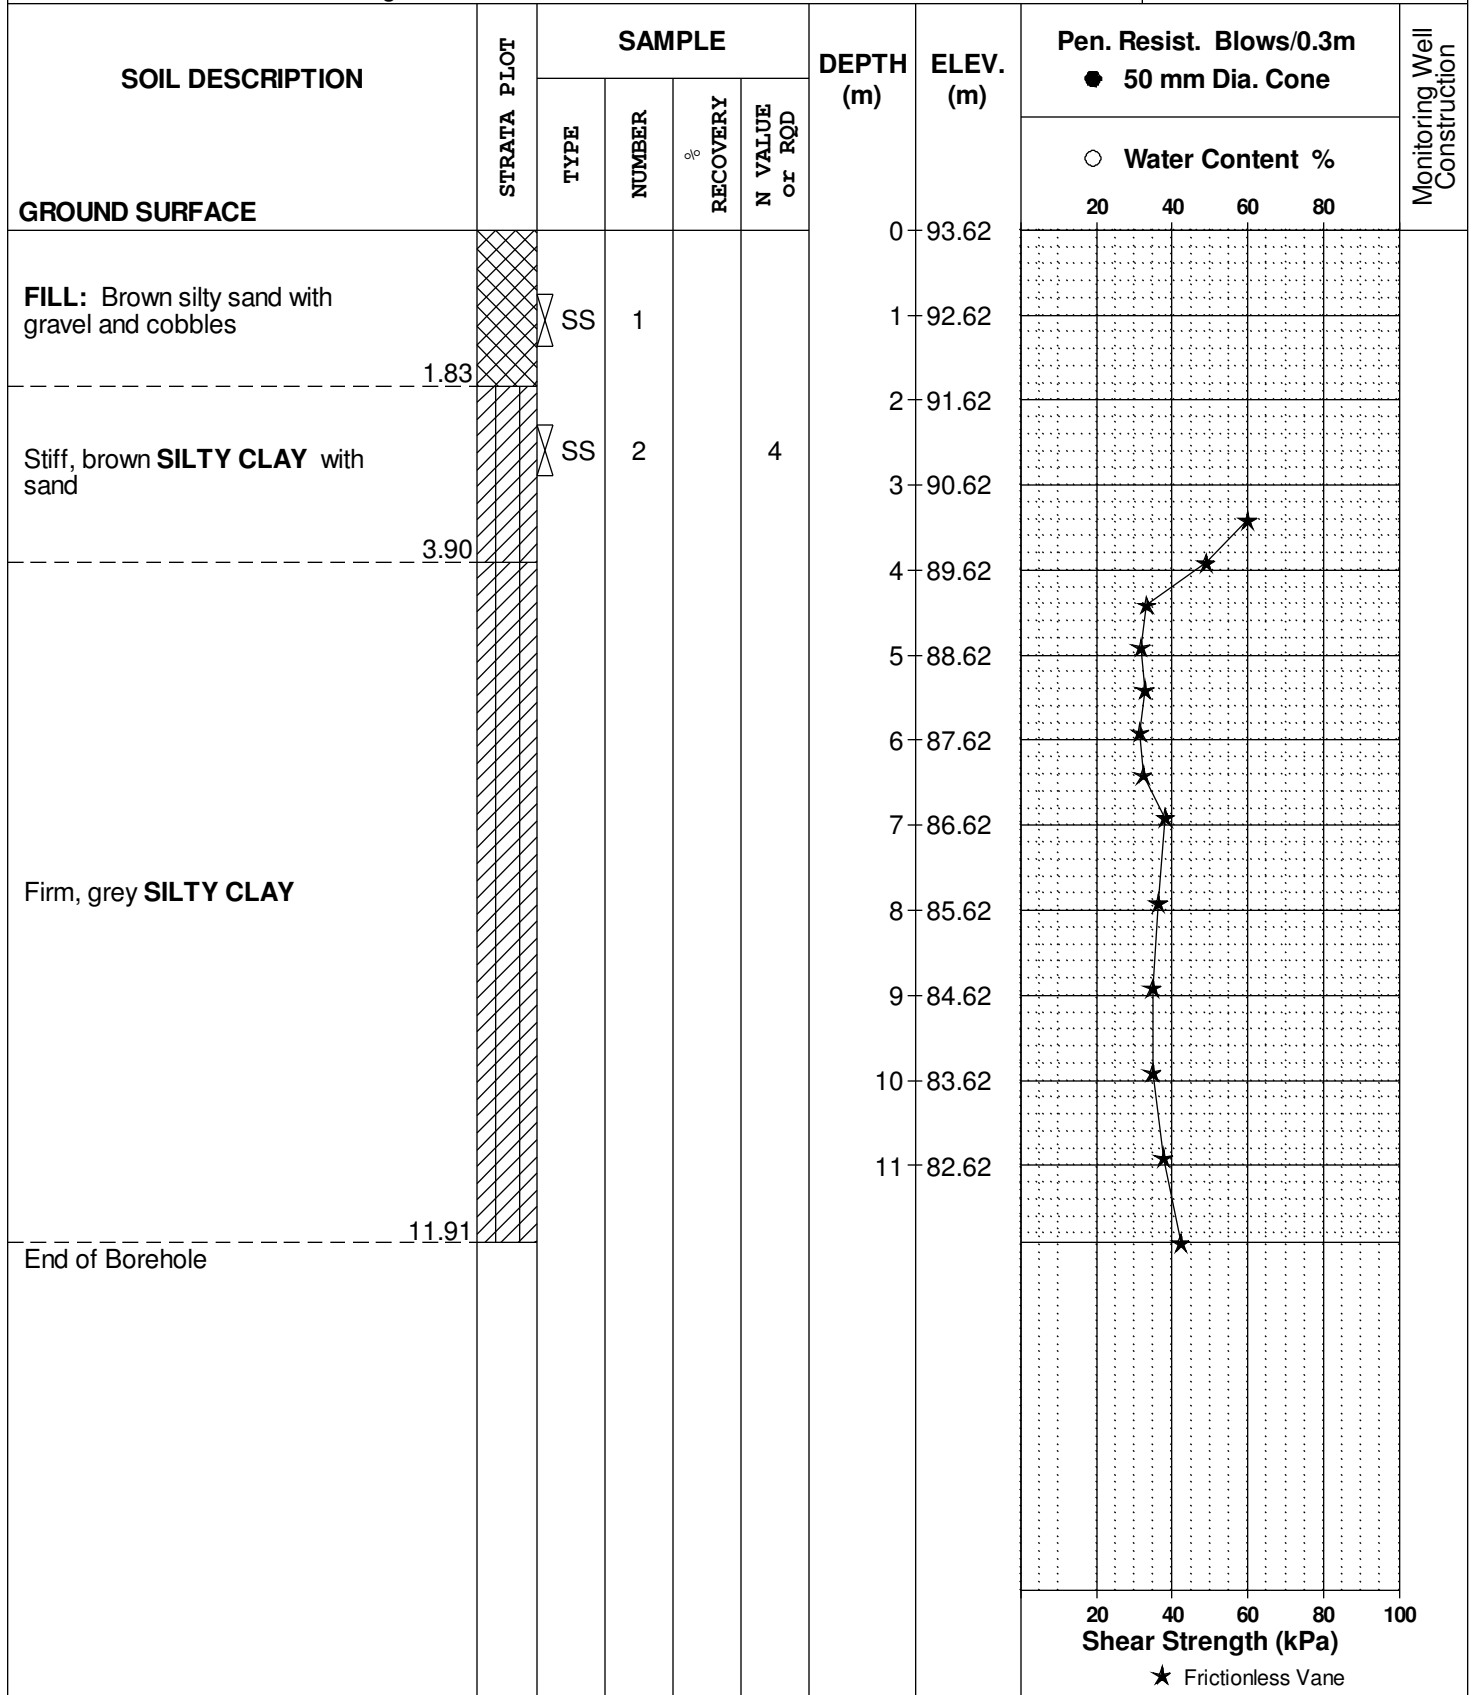 SOIL DESCRIPTION
GROUND SURFACE
STRATA PLOT
SAMPLE
TYPE
NUMBER
%
RECOVERY
N VALUE
or RQD
DEPTH
(m)
ELEV.
(m)
Pen. Resist. Blows/0.3m
50 mm Dia. Cone
Water Content %
20 40 60 80
Monitoring Well
Construction
0 93.62
FILL: Brown silty sand with
gravel and cobbles
SS 1
1 92.62
1.83
2 91.62
Stiff, brown SILTY CLAY with
sand
SS 2 4
3 90.62
3.90
4 89.62
5 88.62
6 87.62
7 86.62
Firm, grey SILTY CLAY
8 85.62
9 84.62
10 83.62
11 82.62
11.91
End of Borehole
20 40 60 80 100
Shear Strength (kPa)
★ Frictionless Vane